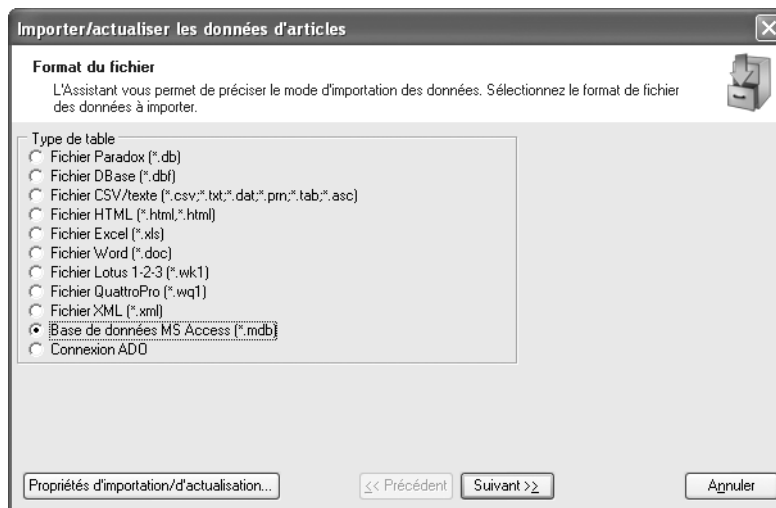 Importer/actualiser les données d'articles
Format du fichier
L'Assistant vous permet de préciser le mode d'importation des données. Sélectionnez le format de fichier
des données à importer.
Type de table
Fichier Paradox (*.db)
Fichier DBase (*.dbf)
Fichier CSV/texte (*.csv;*.txt;*.dat;*.prn;*.tab;*.asc)
Fichier HTML (*.html,*.html)
Fichier Excel (*.xls)
Fichier Word (*.doc)
Fichier Lotus 1-2-3 (*.wk1)
Fichier QuattroPro (*.wq1)
Fichier XML (*.xml)
Base de données MS Access (*.mdb)
Connexion ADO
Propriétés d'importation/d'actualisation... << Précédent Suivant >> Annuler